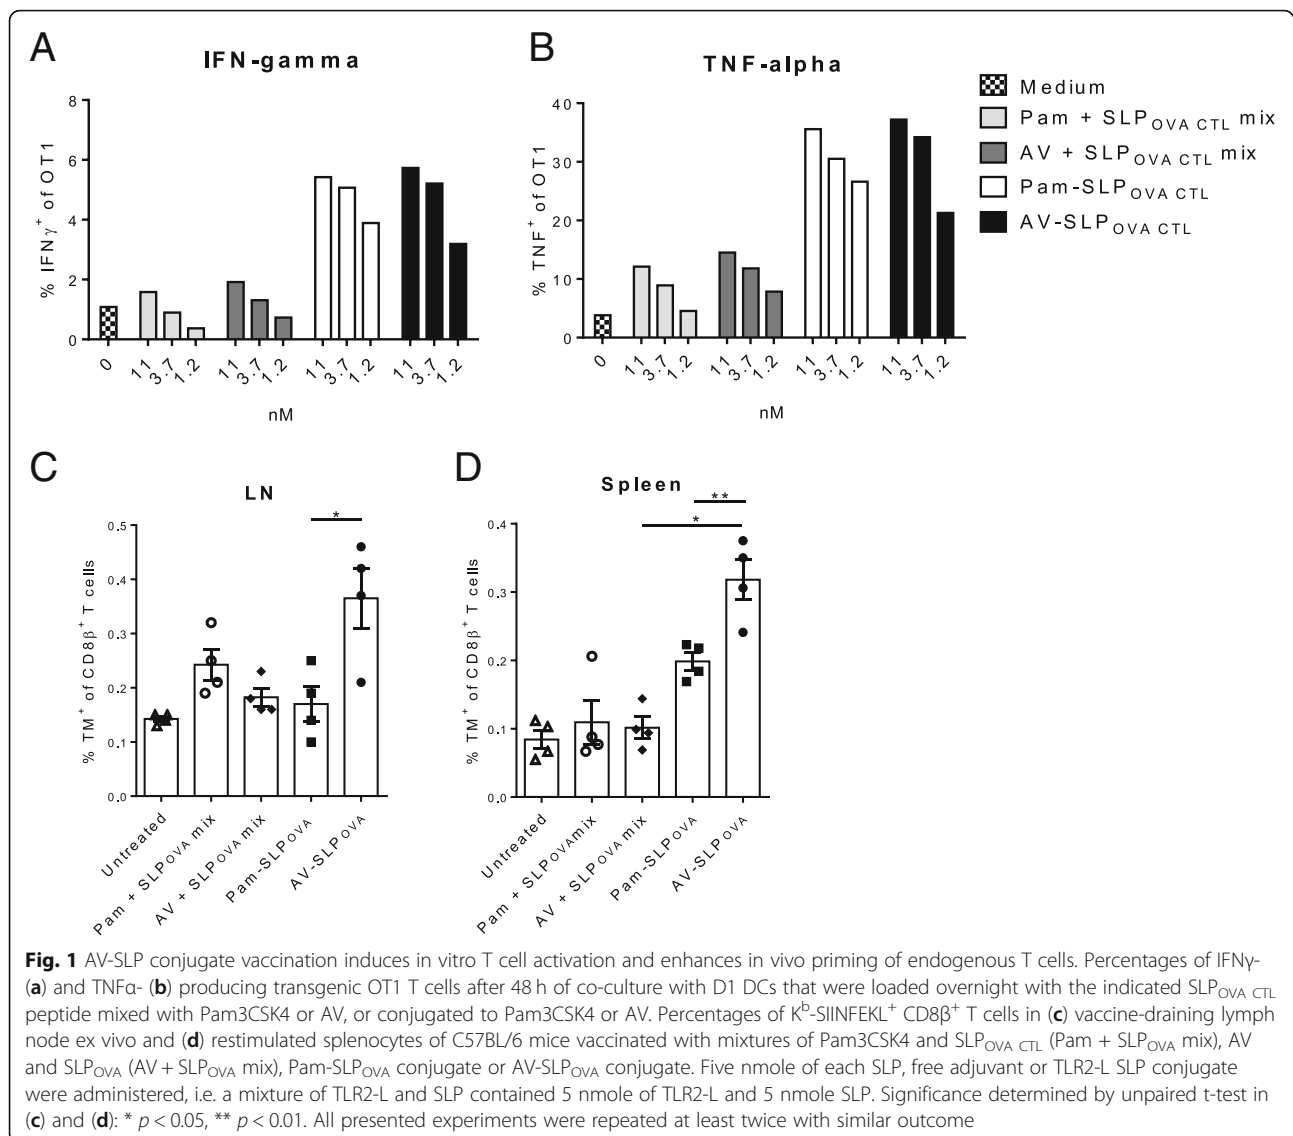 A
IFN-gamma
% IFNγ+ of OT1
8
6
4
2
0
0
11
3.7
1.2
11
3.7
1.2
11
3.7
1.2
11
3.7
1.2
nM
B
TNF-alpha
% TNF+ of OT1
40
30
20
10
0
0
11
3.7
1.2
11
3.7
1.2
11
3.7
1.2
11
3.7
1.2
nM
Medium
Pam + SLPOVA CTL mix
AV + SLPOVA CTL mix
Pam-SLPOVA CTL
AV-SLPOVA CTL
C
LN
% TM+ of CD8β+ T cells
0.5
0.4
0.3
0.2
0.1
0.0
*
Untreated
Pam + SLPOVA mix
AV + SLPOVA mix
Pam-SLPOVA
AV-SLPOVA
D
Spleen
% TM+ of CD8β+ T cells
0.4
0.3
0.2
0.1
0.0
**
*
Untreated
Pam + SLPOVAmix
AV + SLPOVA mix
Pam-SLPOVA
AV-SLPOVA
Fig. 1 AV-SLP conjugate vaccination induces in vitro T cell activation and enhances in vivo priming of endogenous T cells. Percentages of IFNγ-
(a) and TNFα- (b) producing transgenic OT1 T cells after 48 h of co-culture with D1 DCs that were loaded overnight with the indicated SLPOVA CTL
peptide mixed with Pam3CSK4 or AV, or conjugated to Pam3CSK4 or AV. Percentages of Kb-SIINFEKL+ CD8β+ T cells in (c) vaccine-draining lymph
node ex vivo and (d) restimulated splenocytes of C57BL/6 mice vaccinated with mixtures of Pam3CSK4 and SLPOVA CTL (Pam + SLPOVA mix), AV
and SLPOVA (AV + SLPOVA mix), Pam-SLPOVA conjugate or AV-SLPOVA conjugate. Five nmole of each SLP, free adjuvant or TLR2-L SLP conjugate
were administered, i.e. a mixture of TLR2-L and SLP contained 5 nmole of TLR2-L and 5 nmole SLP. Significance determined by unpaired t-test in
(c) and (d): * p < 0.05, ** p < 0.01. All presented experiments were repeated at least twice with similar outcome